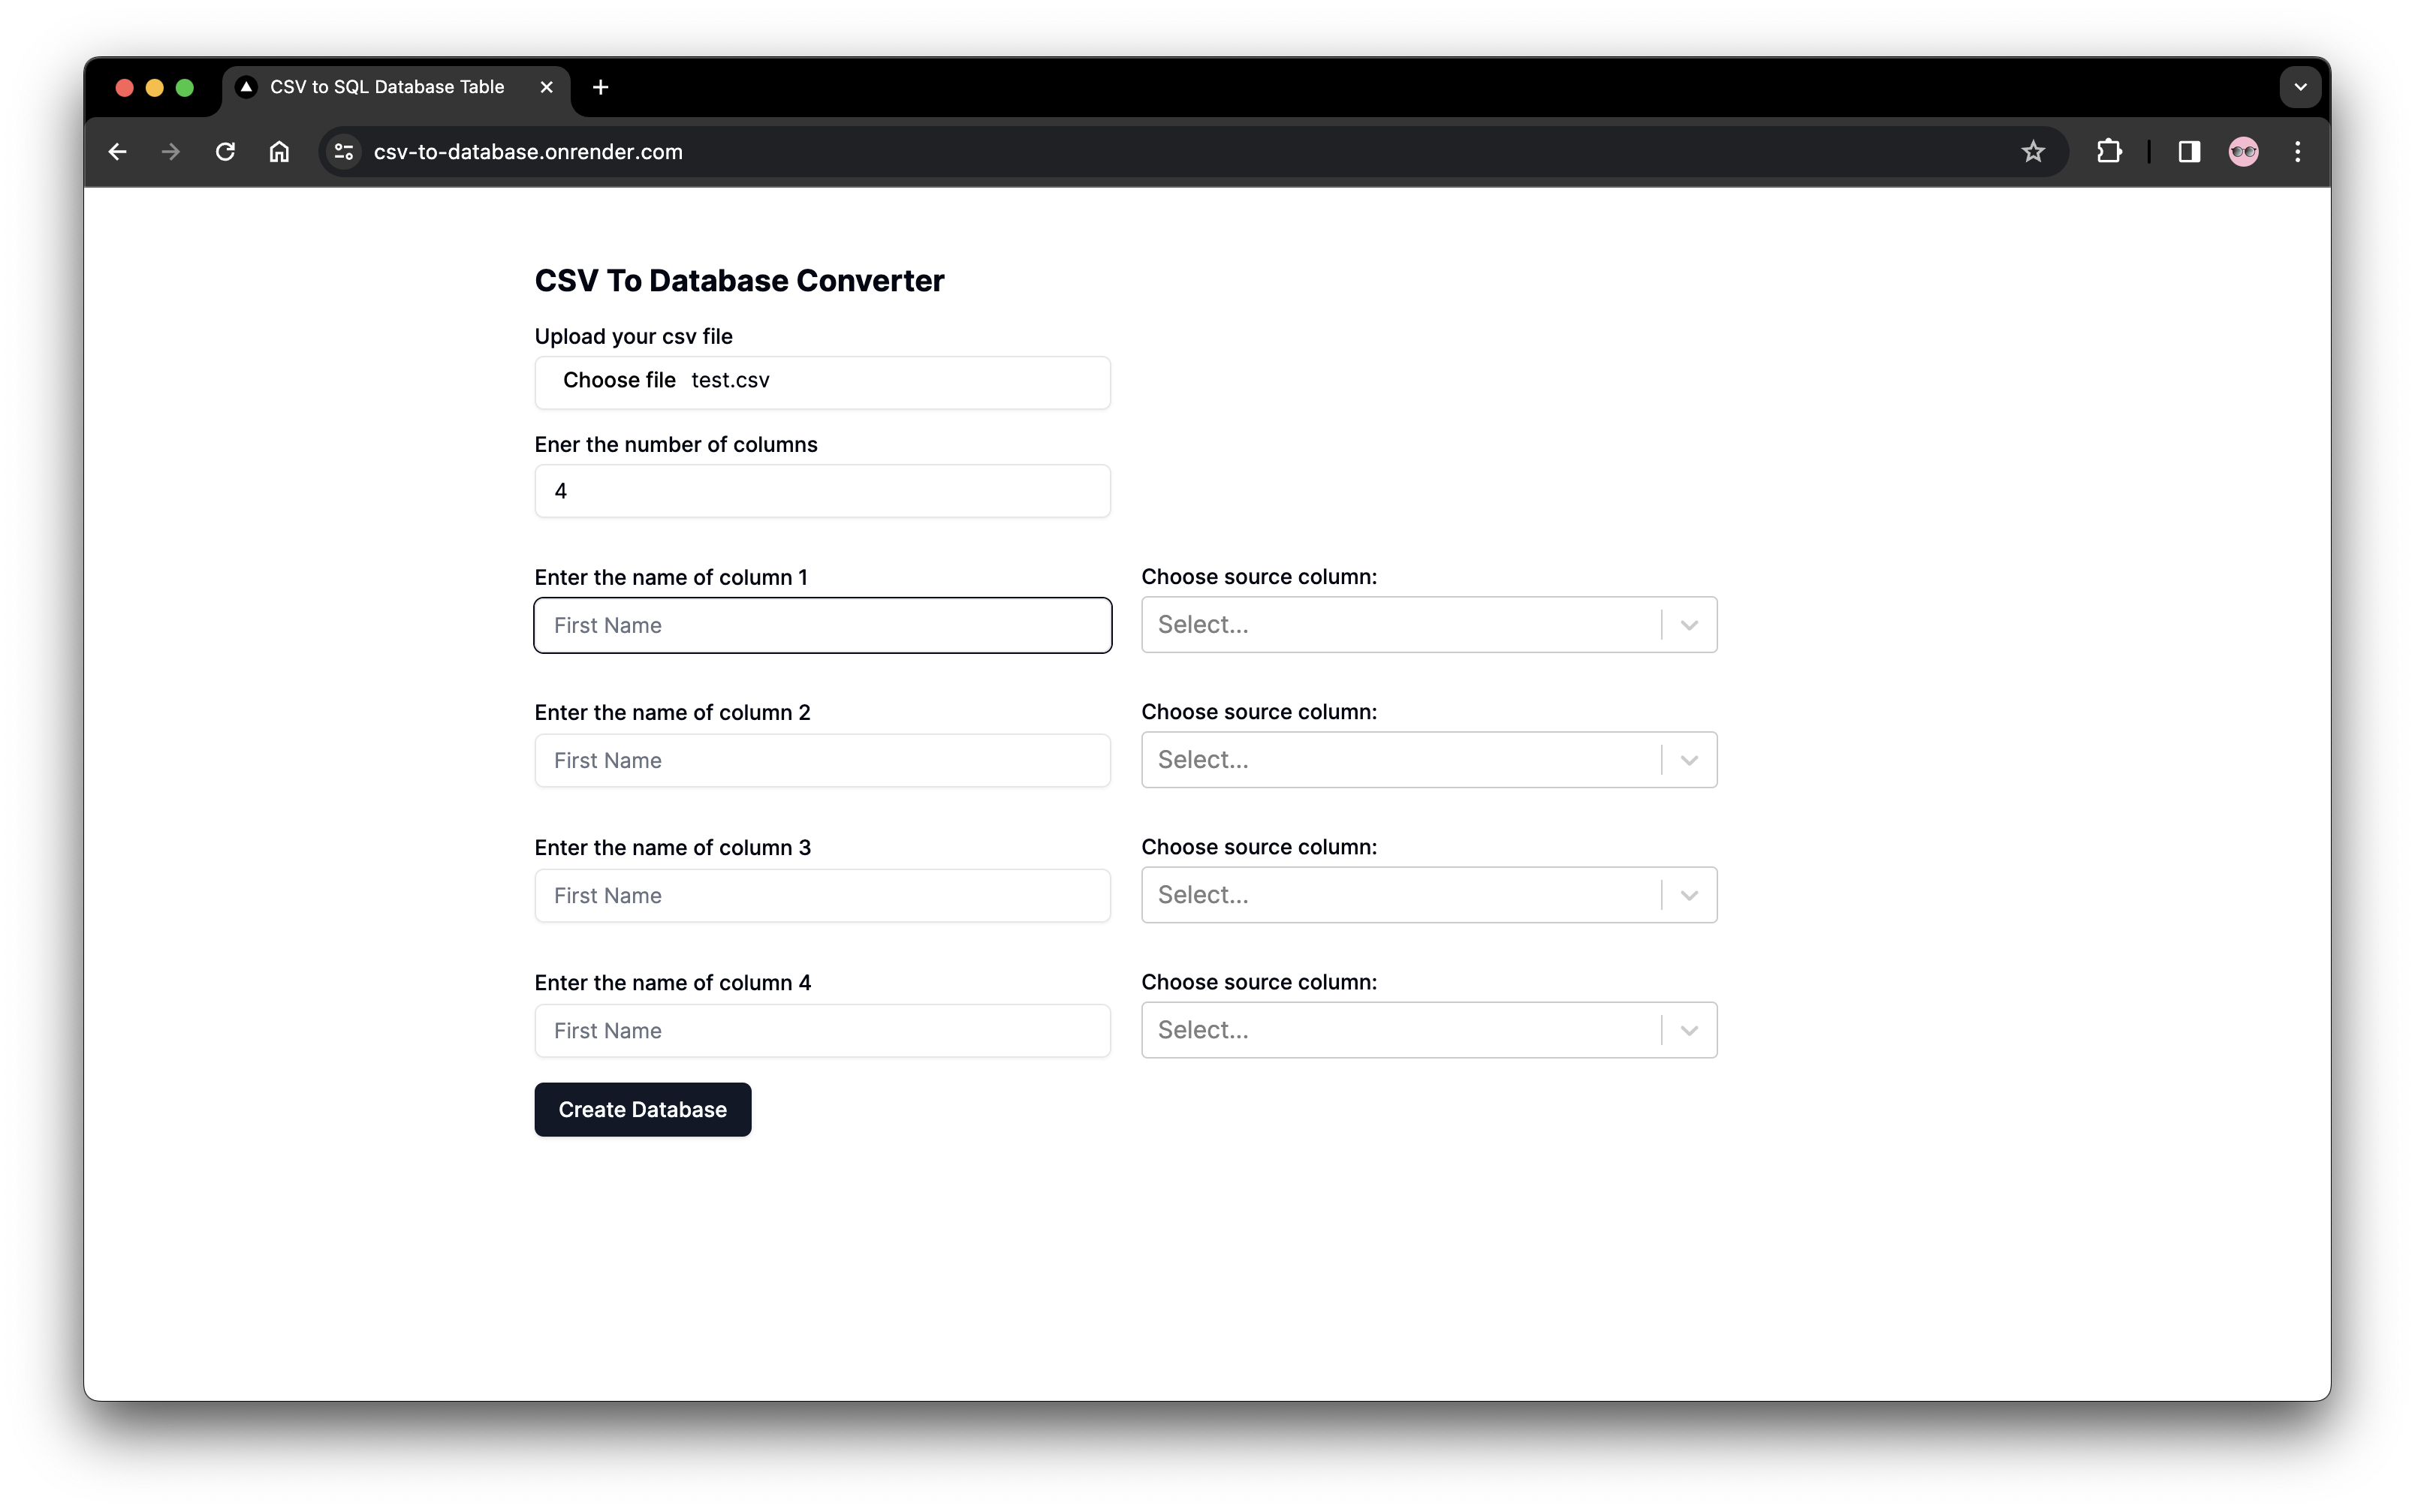 CSV to SQL Database Table
csv-to-database.onrender.com
CSV To Database Converter
Upload your csv file
Choose file test.csv
Ener the number of columns
4
Enter the name of column 1 Choose source column:
First Name Select...
Enter the name of column 2 Choose source column:
First Name Select...
Enter the name of column 3 Choose source column:
First Name Select...
Enter the name of column 4 Choose source column:
First Name Select...
Create Database